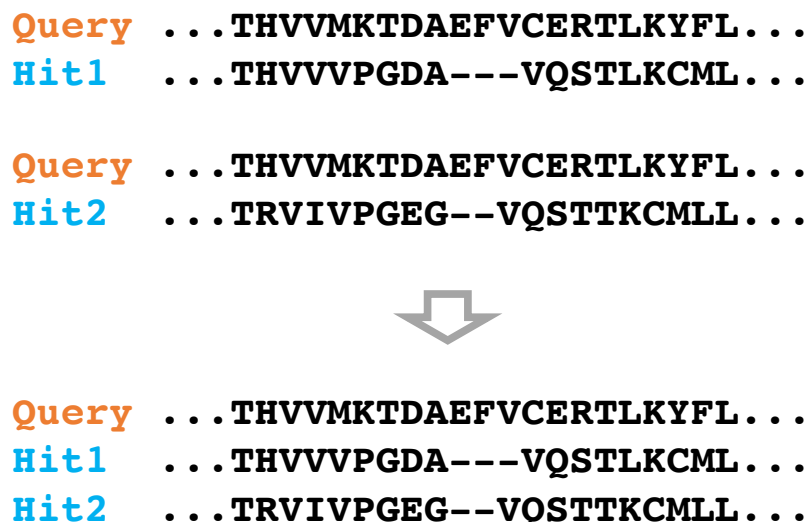 Query ...THVVMKTDAEFVCERTLKYFL...
Hit1 ...THVVVPGDA---VQSTLKCML...
Query ...THVVMKTDAEFVCERTLKYFL...
Hit2 ...TRVIVPGEG--VQSTTKCMLL...
Query ...THVVMKTDAEFVCERTLKYFL...
Hit1 ...THVVVPGDA---VQSTLKCML...
Hit2 ...TRVIVPGEG--VQSTTKCMLL...